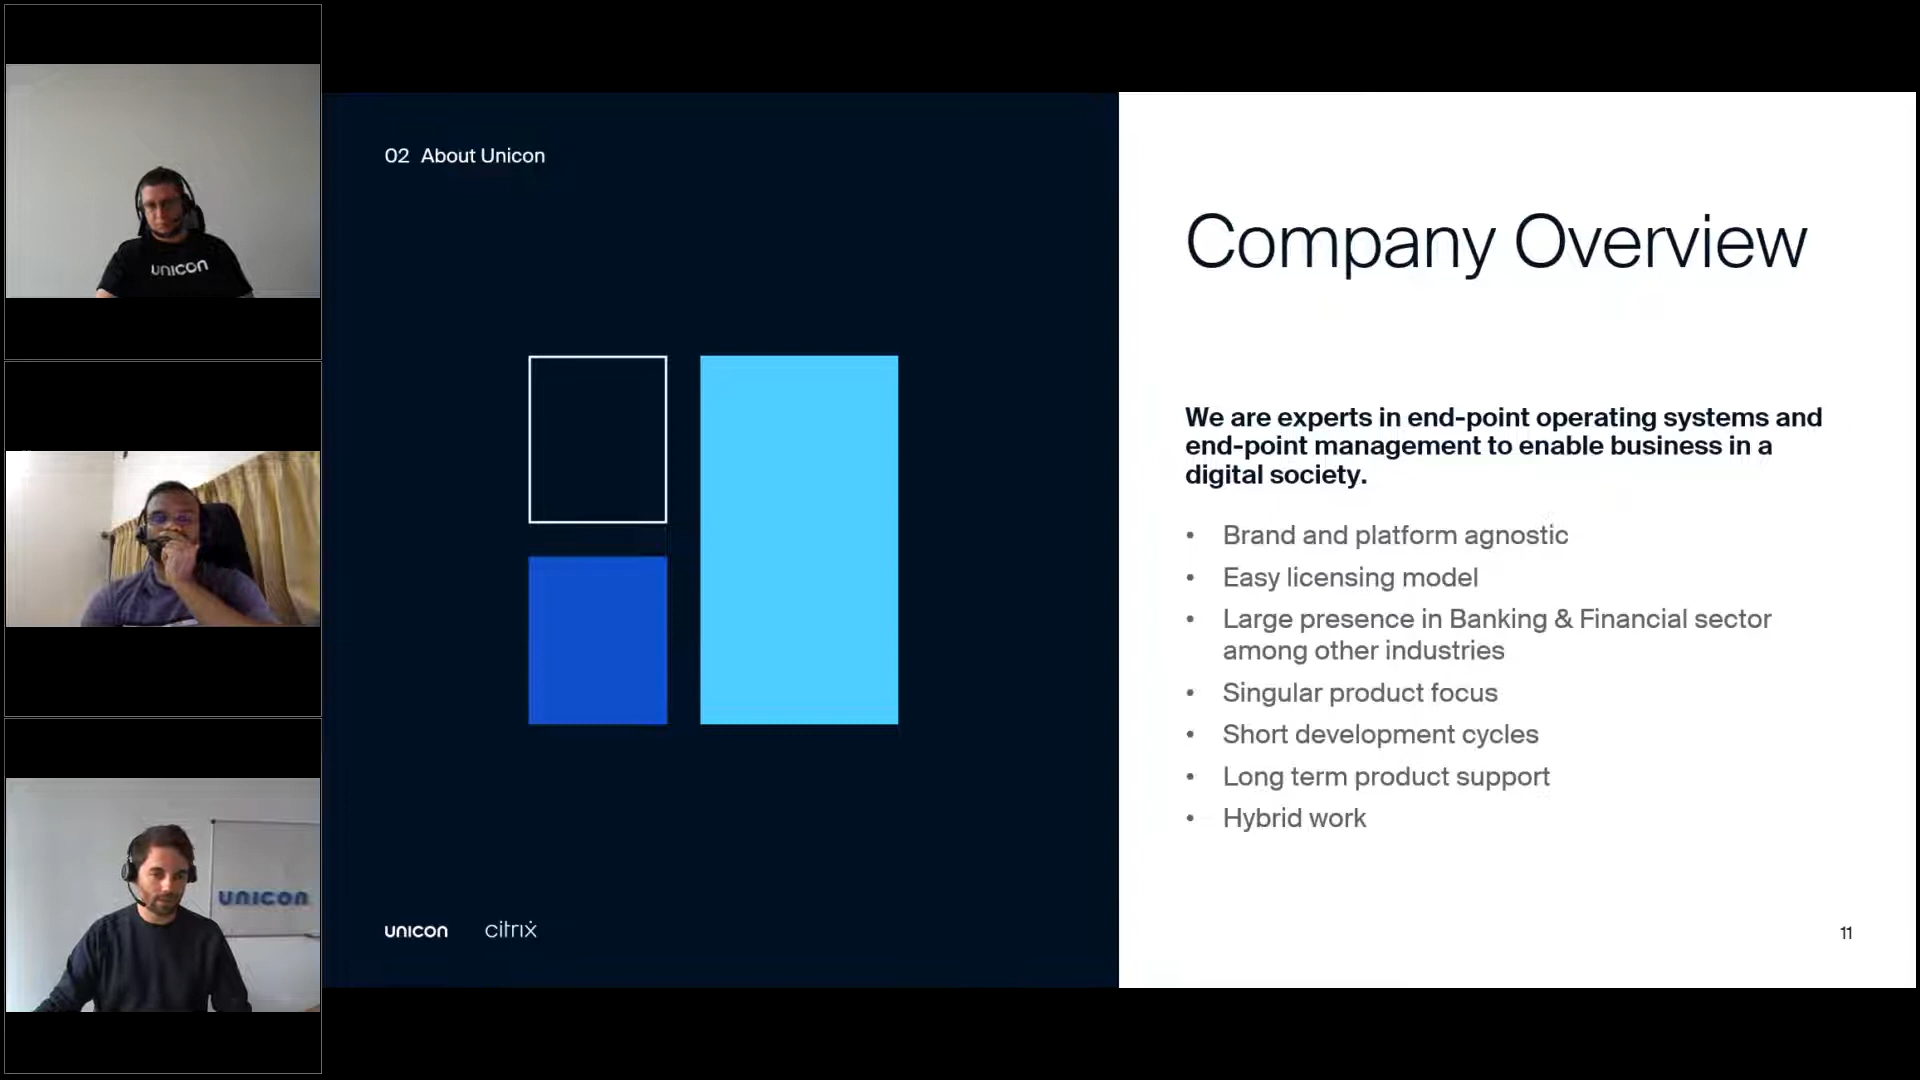 UNICON
UNICON
02 About Unicon
UNICON citrix
Company Overview
We are experts in end-point operating systems and
end-point management to enable business in a
digital society.
• Brand and platform agnostic
• Easy licensing model
• Large presence in Banking & Financial sector
among other industries
• Singular product focus
• Short development cycles
• Long term product support
• Hybrid work
11